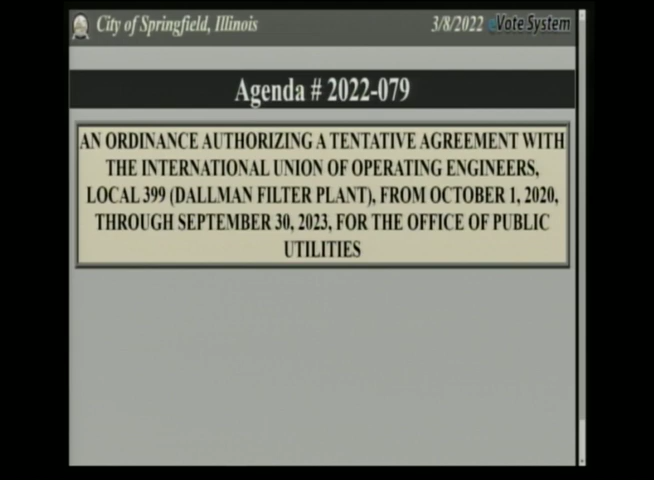 City of Springfield, Illinois 3/8/2022 eVote System
Agenda # 2022-079
AN ORDINANCE AUTHORIZING A TENTATIVE AGREEMENT WITH
THE INTERNATIONAL UNION OF OPERATING ENGINEERS,
LOCAL 399 (DALLMAN FILTER PLANT), FROM OCTOBER 1, 2020,
THROUGH SEPTEMBER 30, 2023, FOR THE OFFICE OF PUBLIC
UTILITIES